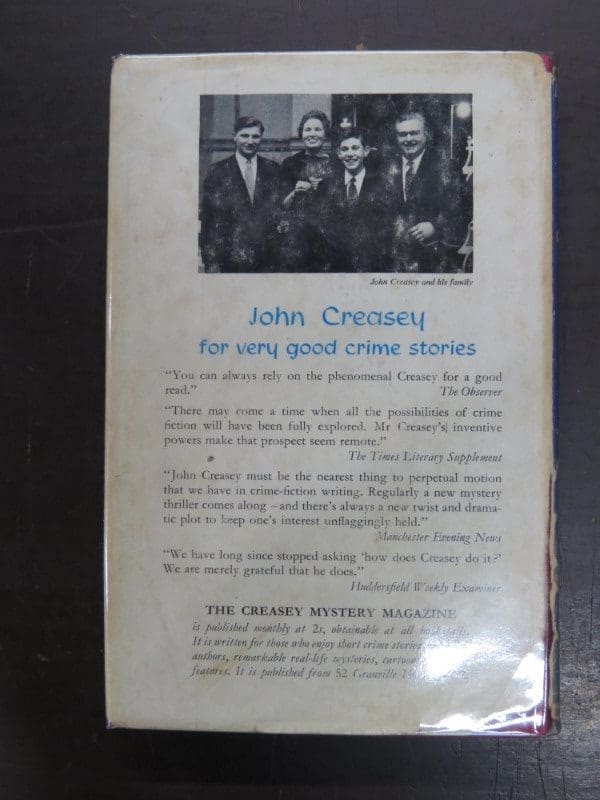 John Creasey and his family
John Creasey
for very good crime stories
"You can always rely on the phenomenal Creasey for a good
read." The Observer
"There may come a time when all the possibilities of crime
fiction will have been fully explored. Mr Creasey's inventive
powers make that prospect seem remote."
The Times Literary Supplement
"John Creasey must be the nearest thing to perpetual motion
that we have in crime-fiction writing. Regularly a new mystery
thriller comes along – and there's always a new twist and drama-
tic plot to keep one's interest unflaggingly held."
Manchester Evening News
"We have long since stopped asking 'how does Creasey do it?'
We are merely grateful that he does."
Huddersfield Weekly Examiner
THE CREASEY MYSTERY MAGAZINE
is published monthly at 2s, obtainable at all bookstalls.
It is written for those who enjoy short crime stories
authors, remarkable real-life mysteries, cartoon
features. It is published from 52 Granville